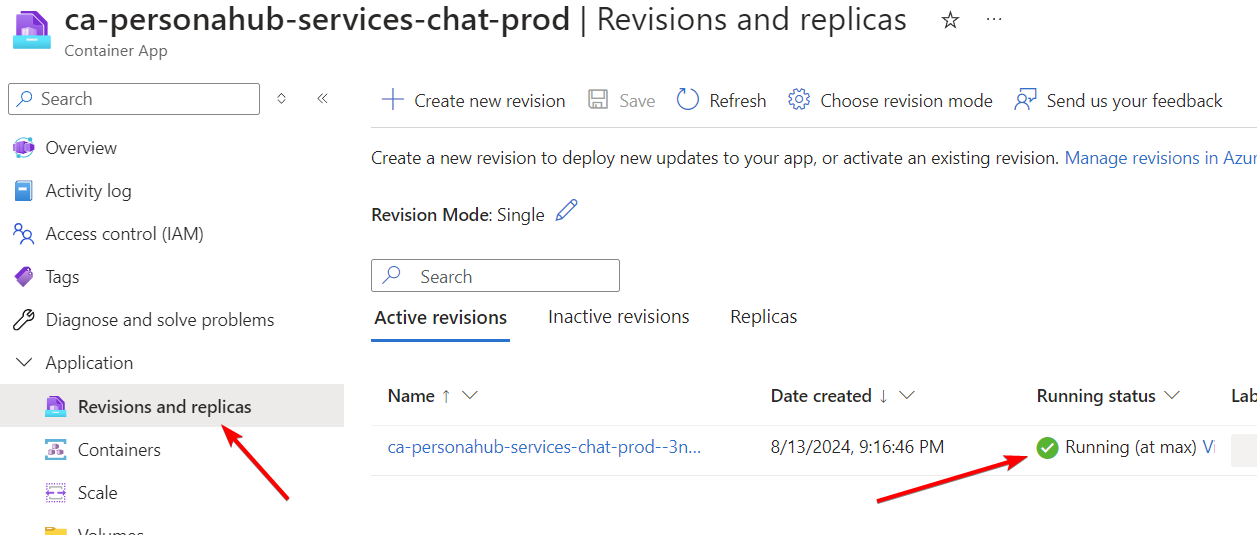 ca-personahub-services-chat-prod | Revisions and replicas
Container App
Search
Overview
Activity log
Access control (IAM)
Tags
Diagnose and solve problems
Application
Revisions and replicas
Containers
Scale
Volumes
Create new revision Save Refresh Choose revision mode Send us your feedback
Create a new revision to deploy new updates to your app, or activate an existing revision. Manage revisions in Azur
Revision Mode: Single
Search
Active revisions Inactive revisions Replicas
Name Date created Running status Lab
ca-personahub-services-chat-prod--3n... 8/13/2024, 9:16:46 PM Running (at max) Vi